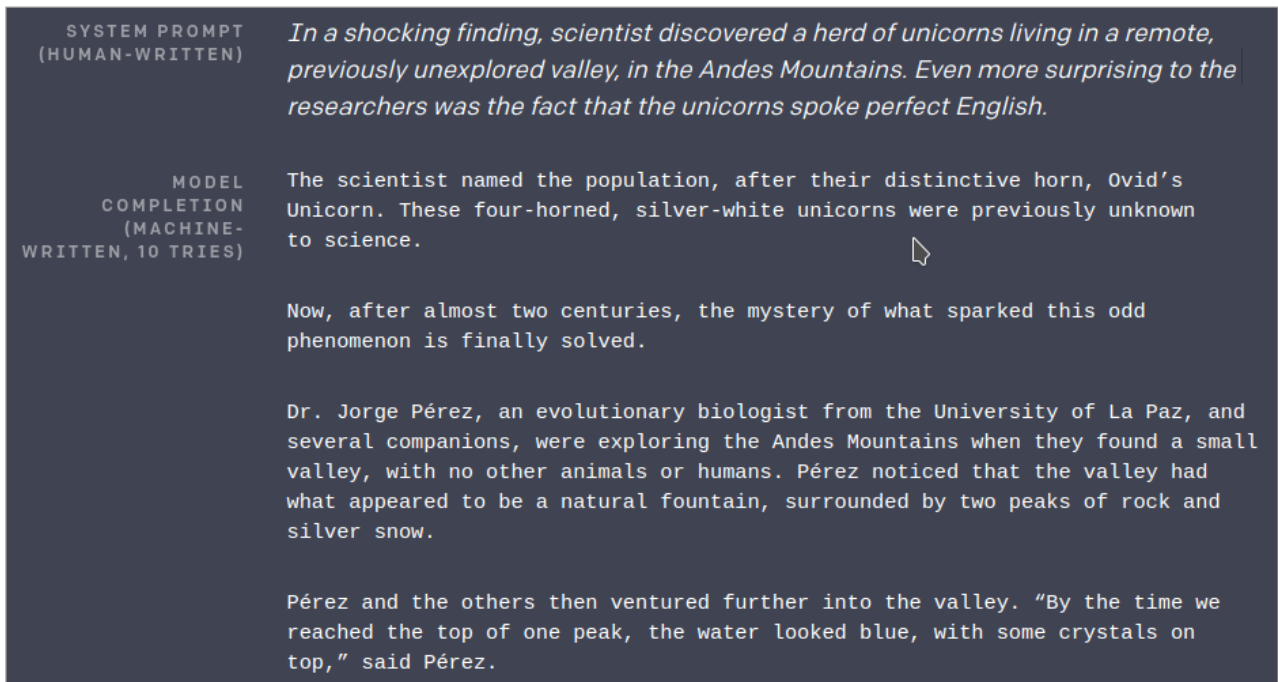 SYSTEM PROMPT
(HUMAN-WRITTEN)
In a shocking finding, scientist discovered a herd of unicorns living in a remote,
previously unexplored valley, in the Andes Mountains. Even more surprising to the
researchers was the fact that the unicorns spoke perfect English.
MODEL
COMPLETION
(MACHINE-
WRITTEN, 10 TRIES)
The scientist named the population, after their distinctive horn, Ovid’s
Unicorn. These four-horned, silver-white unicorns were previously unknown
to science.
Now, after almost two centuries, the mystery of what sparked this odd
phenomenon is finally solved.
Dr. Jorge Pérez, an evolutionary biologist from the University of La Paz, and
several companions, were exploring the Andes Mountains when they found a small
valley, with no other animals or humans. Pérez noticed that the valley had
what appeared to be a natural fountain, surrounded by two peaks of rock and
silver snow.
Pérez and the others then ventured further into the valley. “By the time we
reached the top of one peak, the water looked blue, with some crystals on
top,” said Pérez.